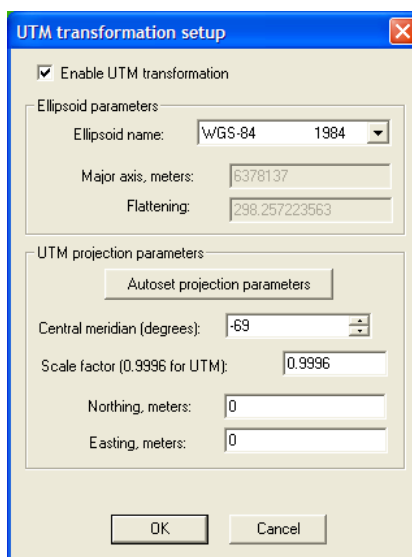 UTM transformation setup
Enable UTM transformation
Ellipsoid parameters
Ellipsoid name: WGS-84 1984
Major axis, meters: 6378137
Flattening: 298.257223563
UTM projection parameters
Autoset projection parameters
Central meridian (degrees): -69
Scale factor (0.9996 for UTM): 0.9996
Northing, meters: 0
Easting, meters: 0
OK Cancel